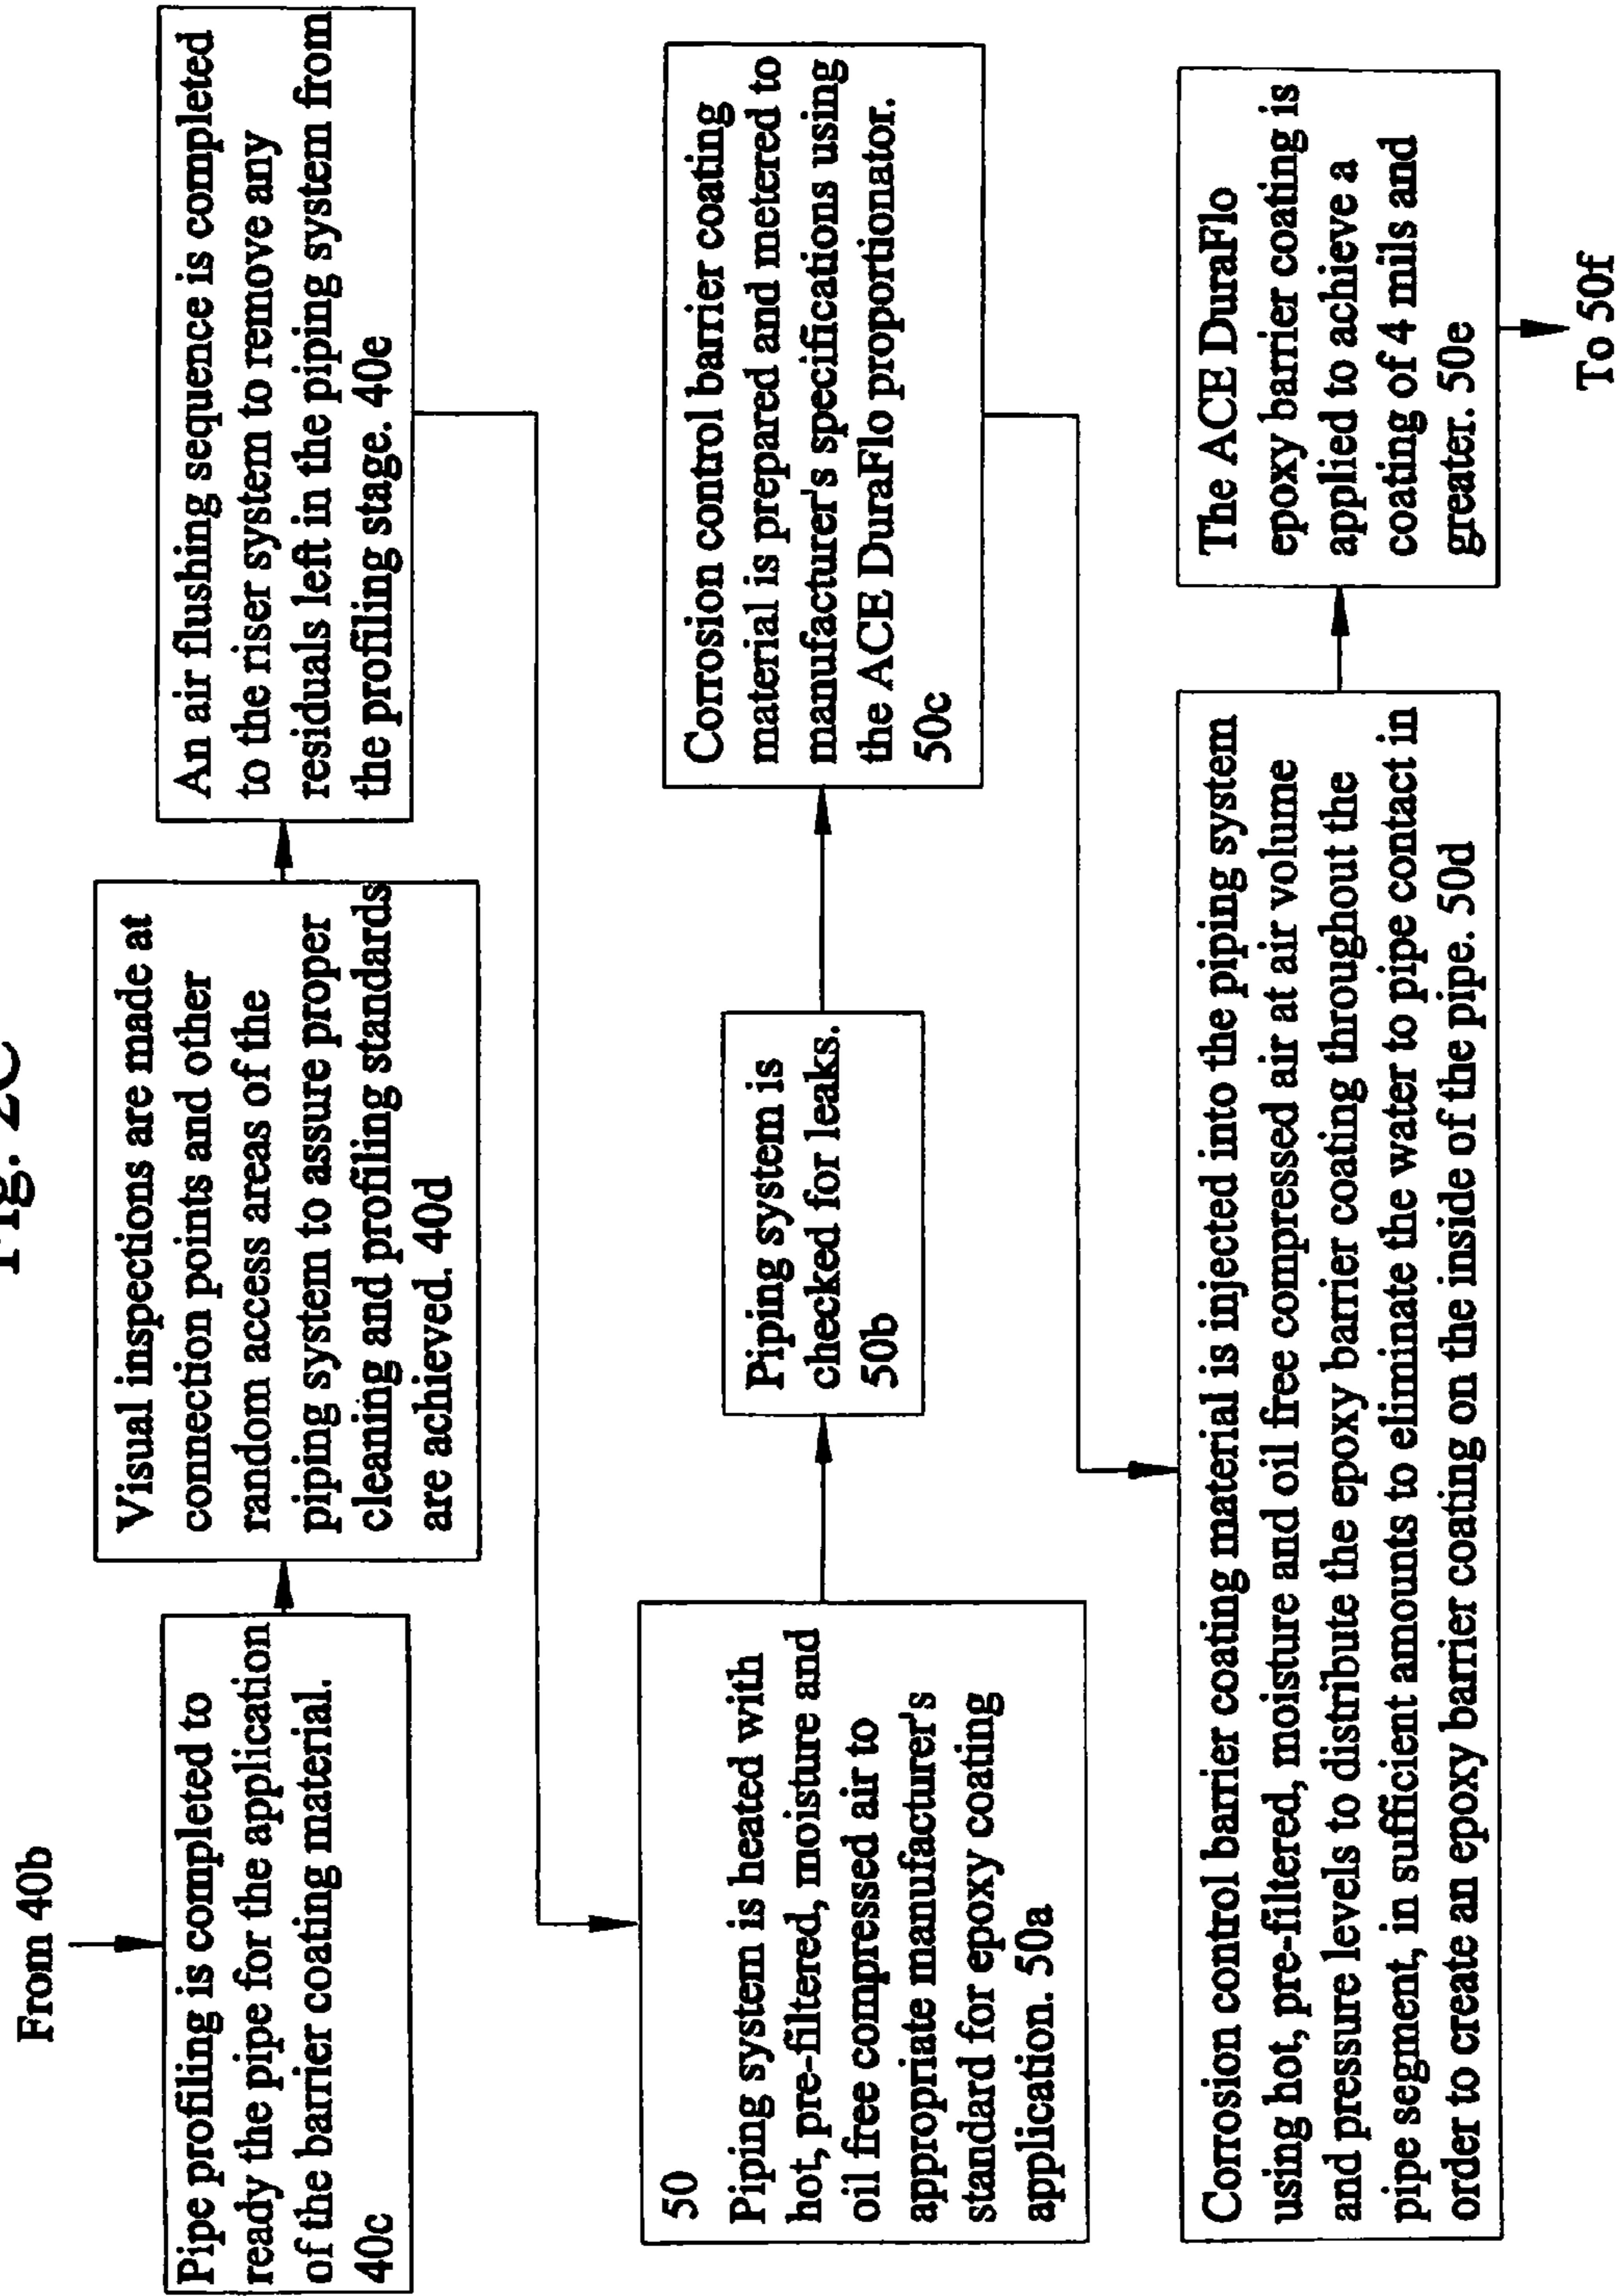 Fig. 2C
From 40b
Pipe profiling is completed to
ready the pipe for the application
of the barrier coating material.
40c
Visual inspections are made at
connection points and other
random access areas of the
piping system to assure proper
cleaning and profiling standards
are achieved. 40d
An air flushing sequence is completed
to the riser system to remove any
residuals left in the piping system from
the profiling stage. 40e
50
Piping system is heated with
hot, pre-filtered, moisture and
oil free compressed air to
appropriate manufacturer's
standard for epoxy coating
application. 50a
Piping system is
checked for leaks.
50b
Corrosion control barrier coating
material is prepared and metered to
manufacturer's specifications using
the ACE DuraFlo proportionator.
50c
Corrosion control barrier coating material is injected into the piping system
using hot, pre-filtered, moisture and oil free compressed air at air volume
and pressure levels to distribute the epoxy barrier coating throughout the
pipe segment, in sufficient amounts to eliminate the water to pipe contact in
order to create an epoxy barrier coating on the inside of the pipe. 50d
The ACE DuraFlo
epoxy barrier coating is
applied to achieve a
coating of 4 mils and
greater. 50e
To 50f